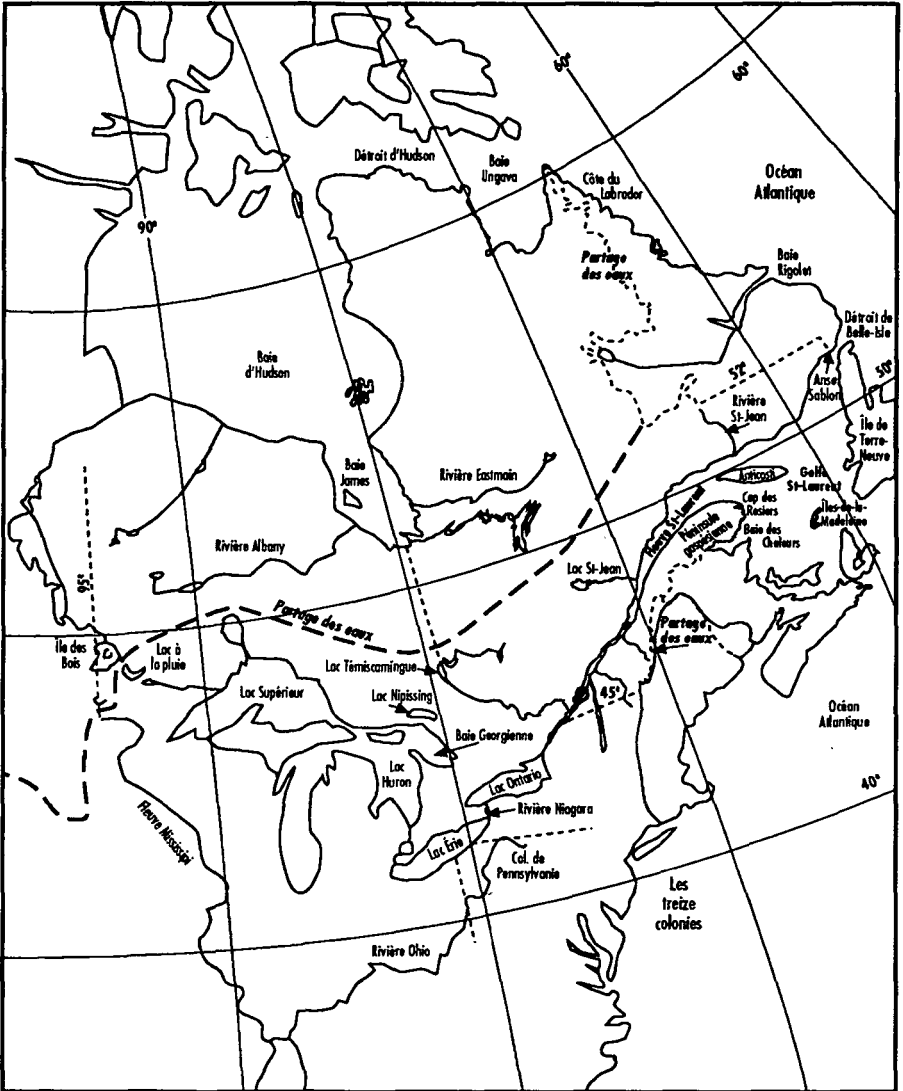 60°
60°
Détroit d'Hudson
Baie
Ungava
Côte du
Labrador
Océan
Atlantique
90°
Partage
des eaux
Baie
Rigolet
Détroit de
Belle-Isle
Baie
d'Hudson
52°
50°
Anse
Sablon
Rivière
St-Jean
Île de
Terre-
Neuve
Baie
James
Rivière Eastmain
Anticosti
Golfe
St-Laurent
Cap des
Rosiers
Îles-de-la-
Madeleine
Fleuve St-Laurent
Péninsule
gaspésienne
Baie des
Chaleurs
Rivière Albany
95°
Lac St-Jean
Partage des eaux
Partage
des eaux
Île des
Bois
Lac à
la pluie
Lac Témiscamingue
Lac Supérieur
Lac Nipissing
45°
Océan
Atlantique
Baie Georgienne
Lac
Huron
Lac Ontario
40°
Rivière Niagara
Fleuve Mississipi
Lac Érie
Col. de
Pennsylvanie
Les
treize
colonies
Rivière Ohio